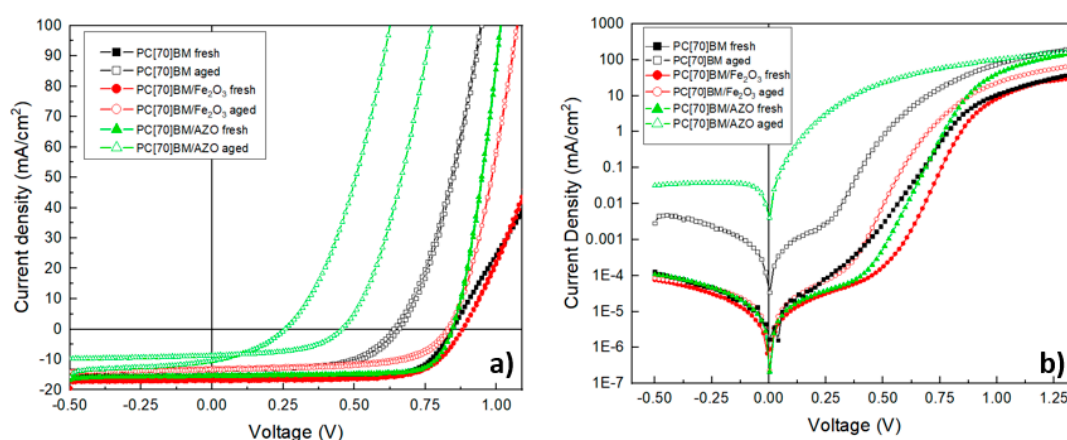 100
90
80
70
60
50
40
30
20
10
0
-10
-20
Current density (mA/cm²)
PC[70]BM fresh
PC[70]BM aged
PC[70]BM/Fe₂O₃ fresh
PC[70]BM/Fe₂O₃ aged
PC[70]BM/AZO fresh
PC[70]BM/AZO aged
a)
-0.50 -0.25 0.00 0.25 0.50 0.75 1.00
Voltage (V)
1000
100
10
1
0.1
0.01
0.001
1E-4
1E-5
1E-6
1E-7
Current Density (mA/cm²)
PC[70]BM fresh
PC[70]BM aged
PC[70]BM/Fe₂O₃ fresh
PC[70]BM/Fe₂O₃ aged
PC[70]BM/AZO fresh
PC[70]BM/AZO aged
b)
-0.50 -0.25 0.00 0.25 0.50 0.75 1.00 1.25
Voltage (V)